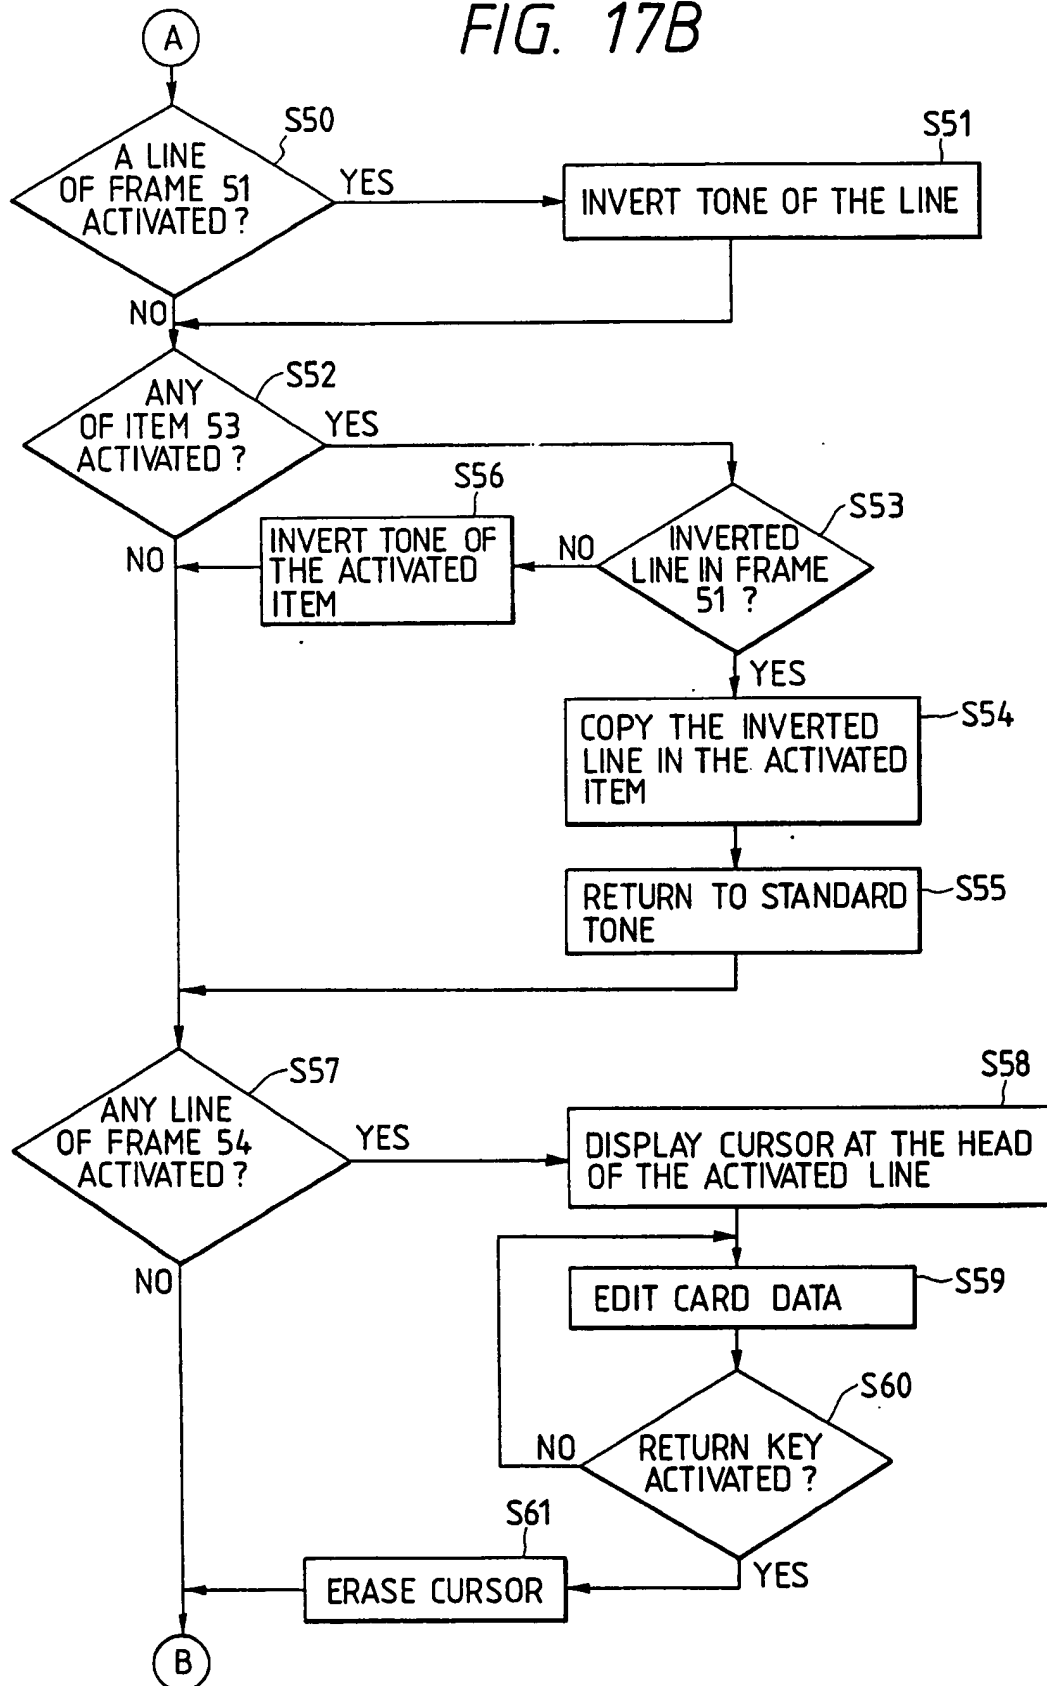 FIG. 17B
A
S50
A LINE
OF FRAME 51
ACTIVATED ?
YES
S51
INVERT TONE OF THE LINE
NO
S52
ANY
OF ITEM 53
ACTIVATED ?
YES
S53
INVERTED
LINE IN FRAME
51 ?
NO
S56
INVERT TONE OF
THE ACTIVATED
ITEM
NO
YES
S54
COPY THE INVERTED
LINE IN THE ACTIVATED
ITEM
S55
RETURN TO STANDARD
TONE
S57
ANY LINE
OF FRAME 54
ACTIVATED ?
YES
S58
DISPLAY CURSOR AT THE HEAD
OF THE ACTIVATED LINE
NO
S59
EDIT CARD DATA
S60
RETURN KEY
ACTIVATED ?
NO
YES
S61
ERASE CURSOR
B